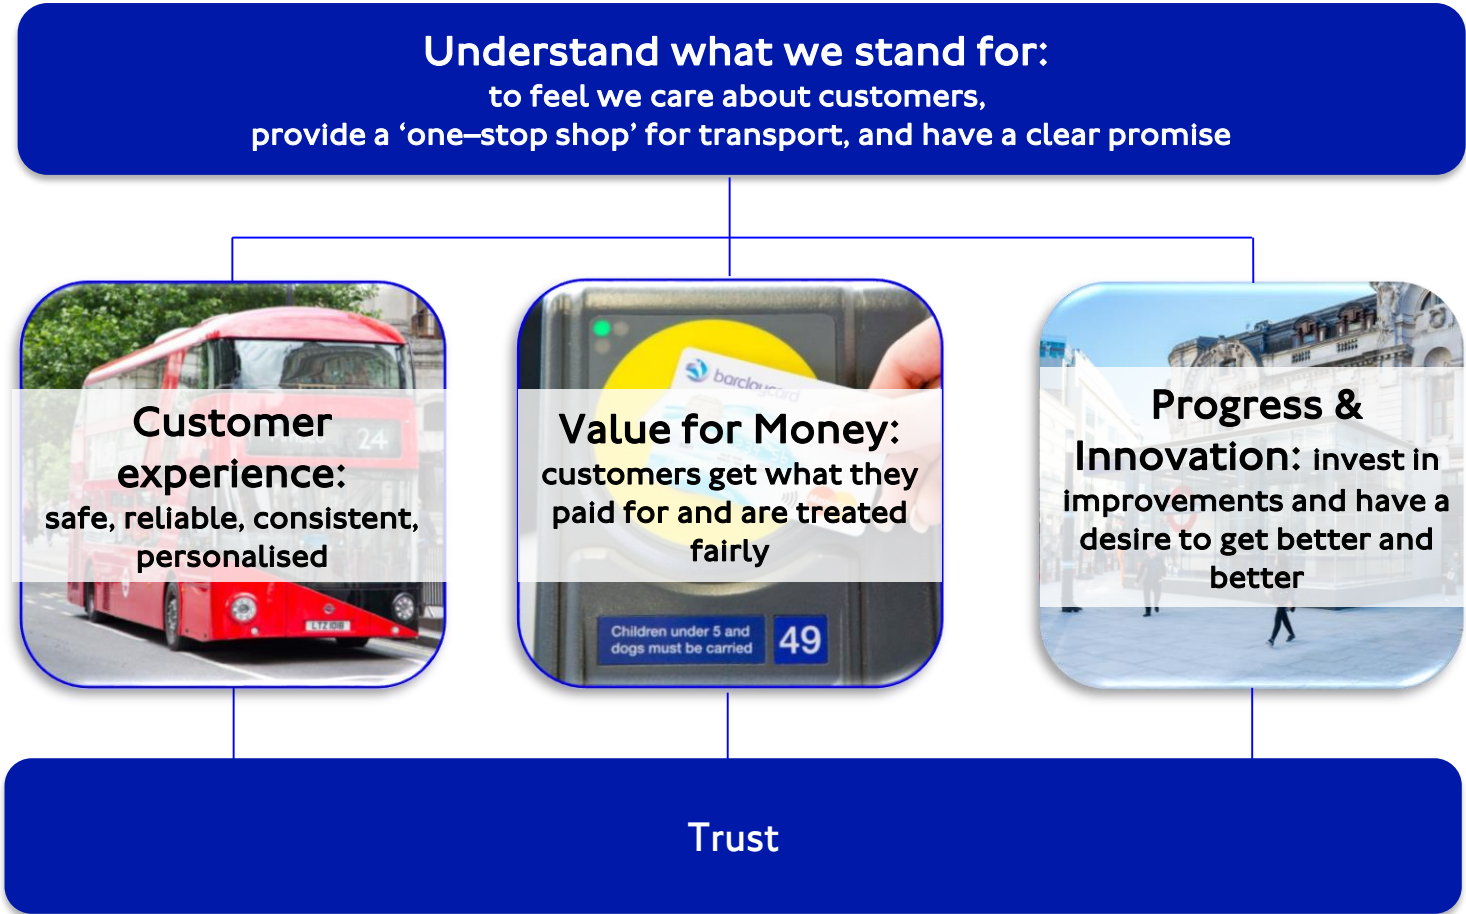 Understand what we stand for:
to feel we care about customers,
provide a ‘one–stop shop’ for transport, and have a clear promise
24
Customer
experience:
safe, reliable, consistent,
personalised
barclaycard
Value for Money:
customers get what they
paid for and are treated
fairly
Children under 5 and
dogs must be carried
49
Progress &
Innovation: invest in
improvements and have a
desire to get better and
better
Trust